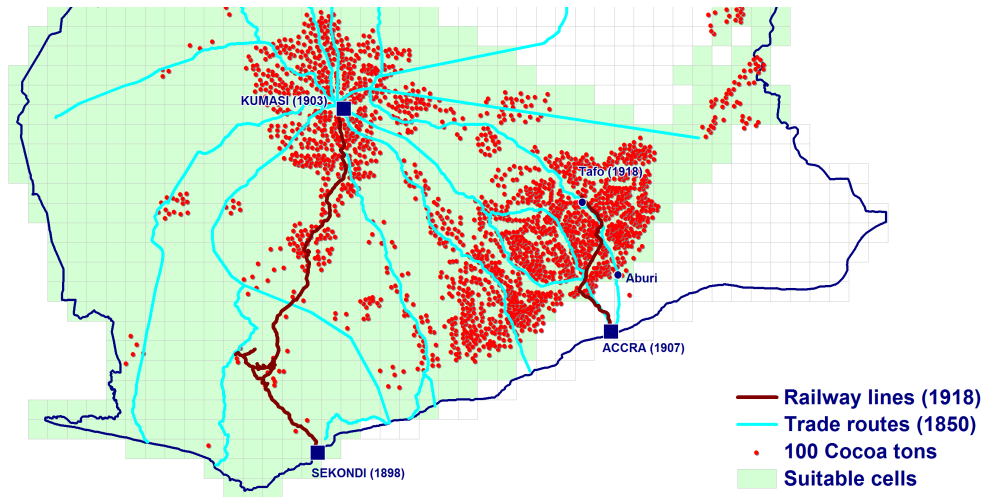 KUMASI (1903)
Tafo (1918)
Aburi
ACCRA (1907)
SEKONDI (1898)
Railway lines (1918)
Trade routes (1850)
100 Cocoa tons
Suitable cells